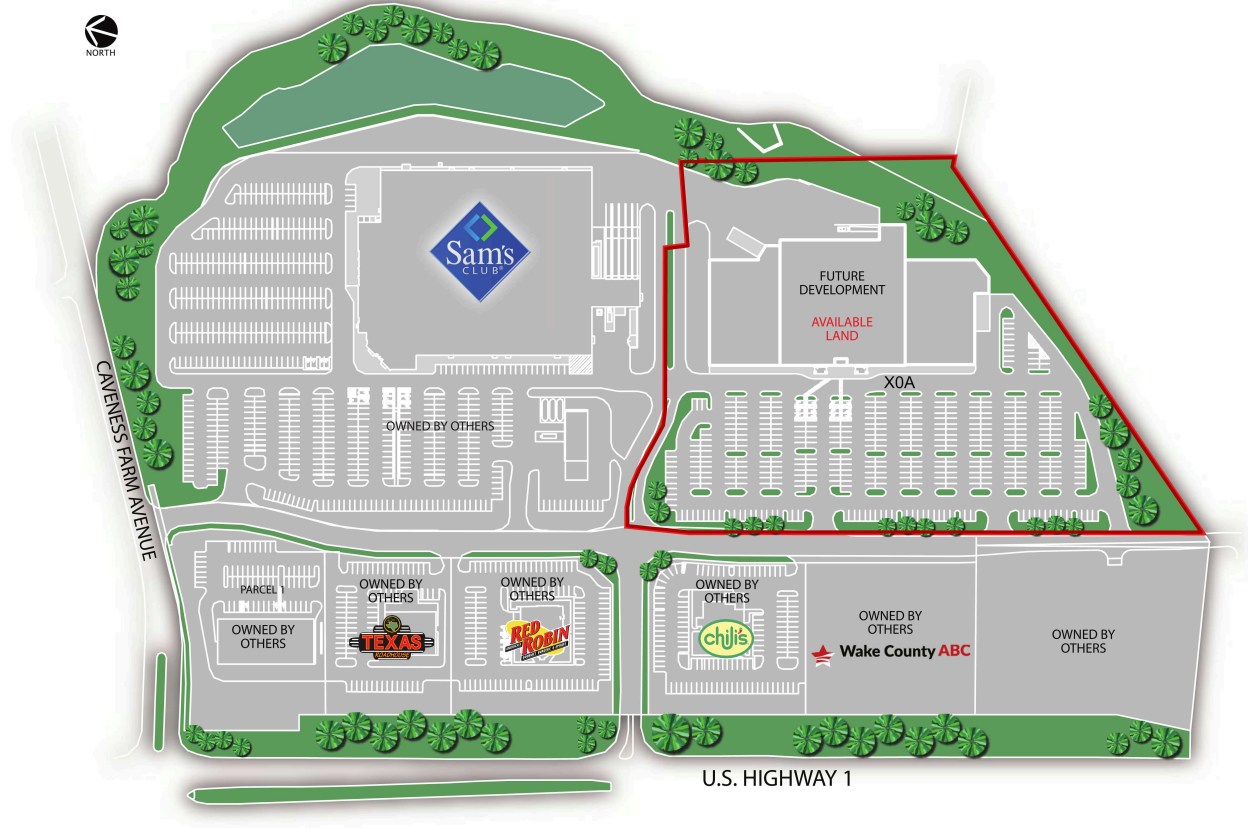 NORTH
Sam's
CLUB®
FUTURE
DEVELOPMENT
AVAILABLE
LAND
X0A
OWNED BY OTHERS
CAVENESS FARM AVENUE
PARCEL 1
OWNED BY
OTHERS
OWNED BY
OTHERS
TEXAS
ROADHOUSE
OWNED BY
OTHERS
RED
ROBIN
OWNED BY
OTHERS
chili's
OWNED BY
OTHERS
Wake County ABC
OWNED BY
OTHERS
U.S. HIGHWAY 1